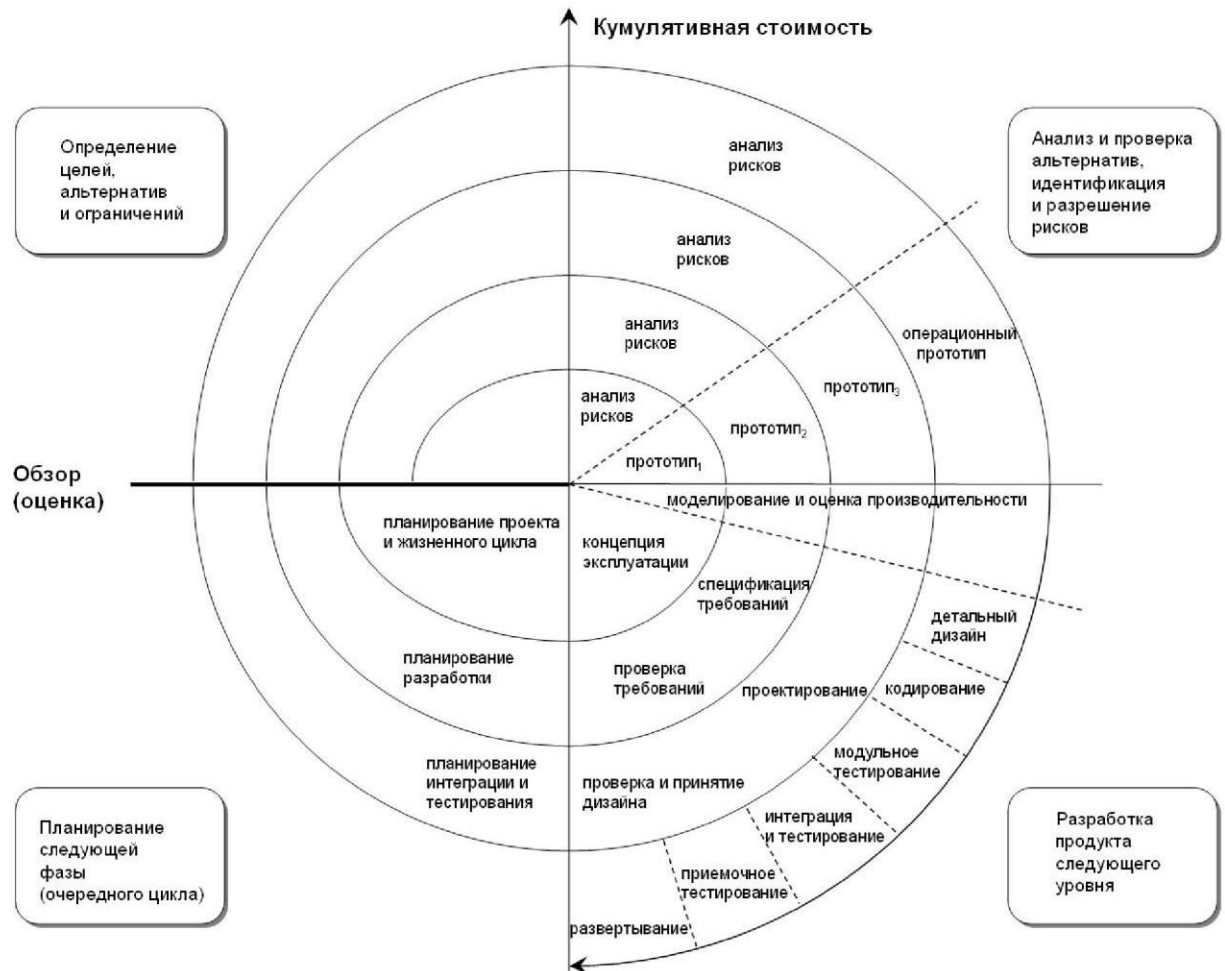 Кумулятивная стоимость
Определение
целей,
альтернатив
и ограничений
Анализ и проверка
альтернатив,
идентификация
и разрешение
рисков
анализ
рисков
анализ
рисков
анализ
рисков
анализ
рисков
операционный
прототип
прототип3
прототип2
прототип1
Обзор
(оценка)
моделирование и оценка производительности
планирование проекта
и жизненного цикла
концепция
эксплуатации
спецификация
требований
детальный
дизайн
планирование
разработки
проверка
требований
проектирование
кодирование
модульное
тестирование
планирование
интеграции и
тестирования
проверка и принятие
дизайна
интеграция
и тестирование
приемочное
тестирование
развертывание
Планирование
следующей
фазы
(очередного цикла)
Разработка
продукта
следующего
уровня